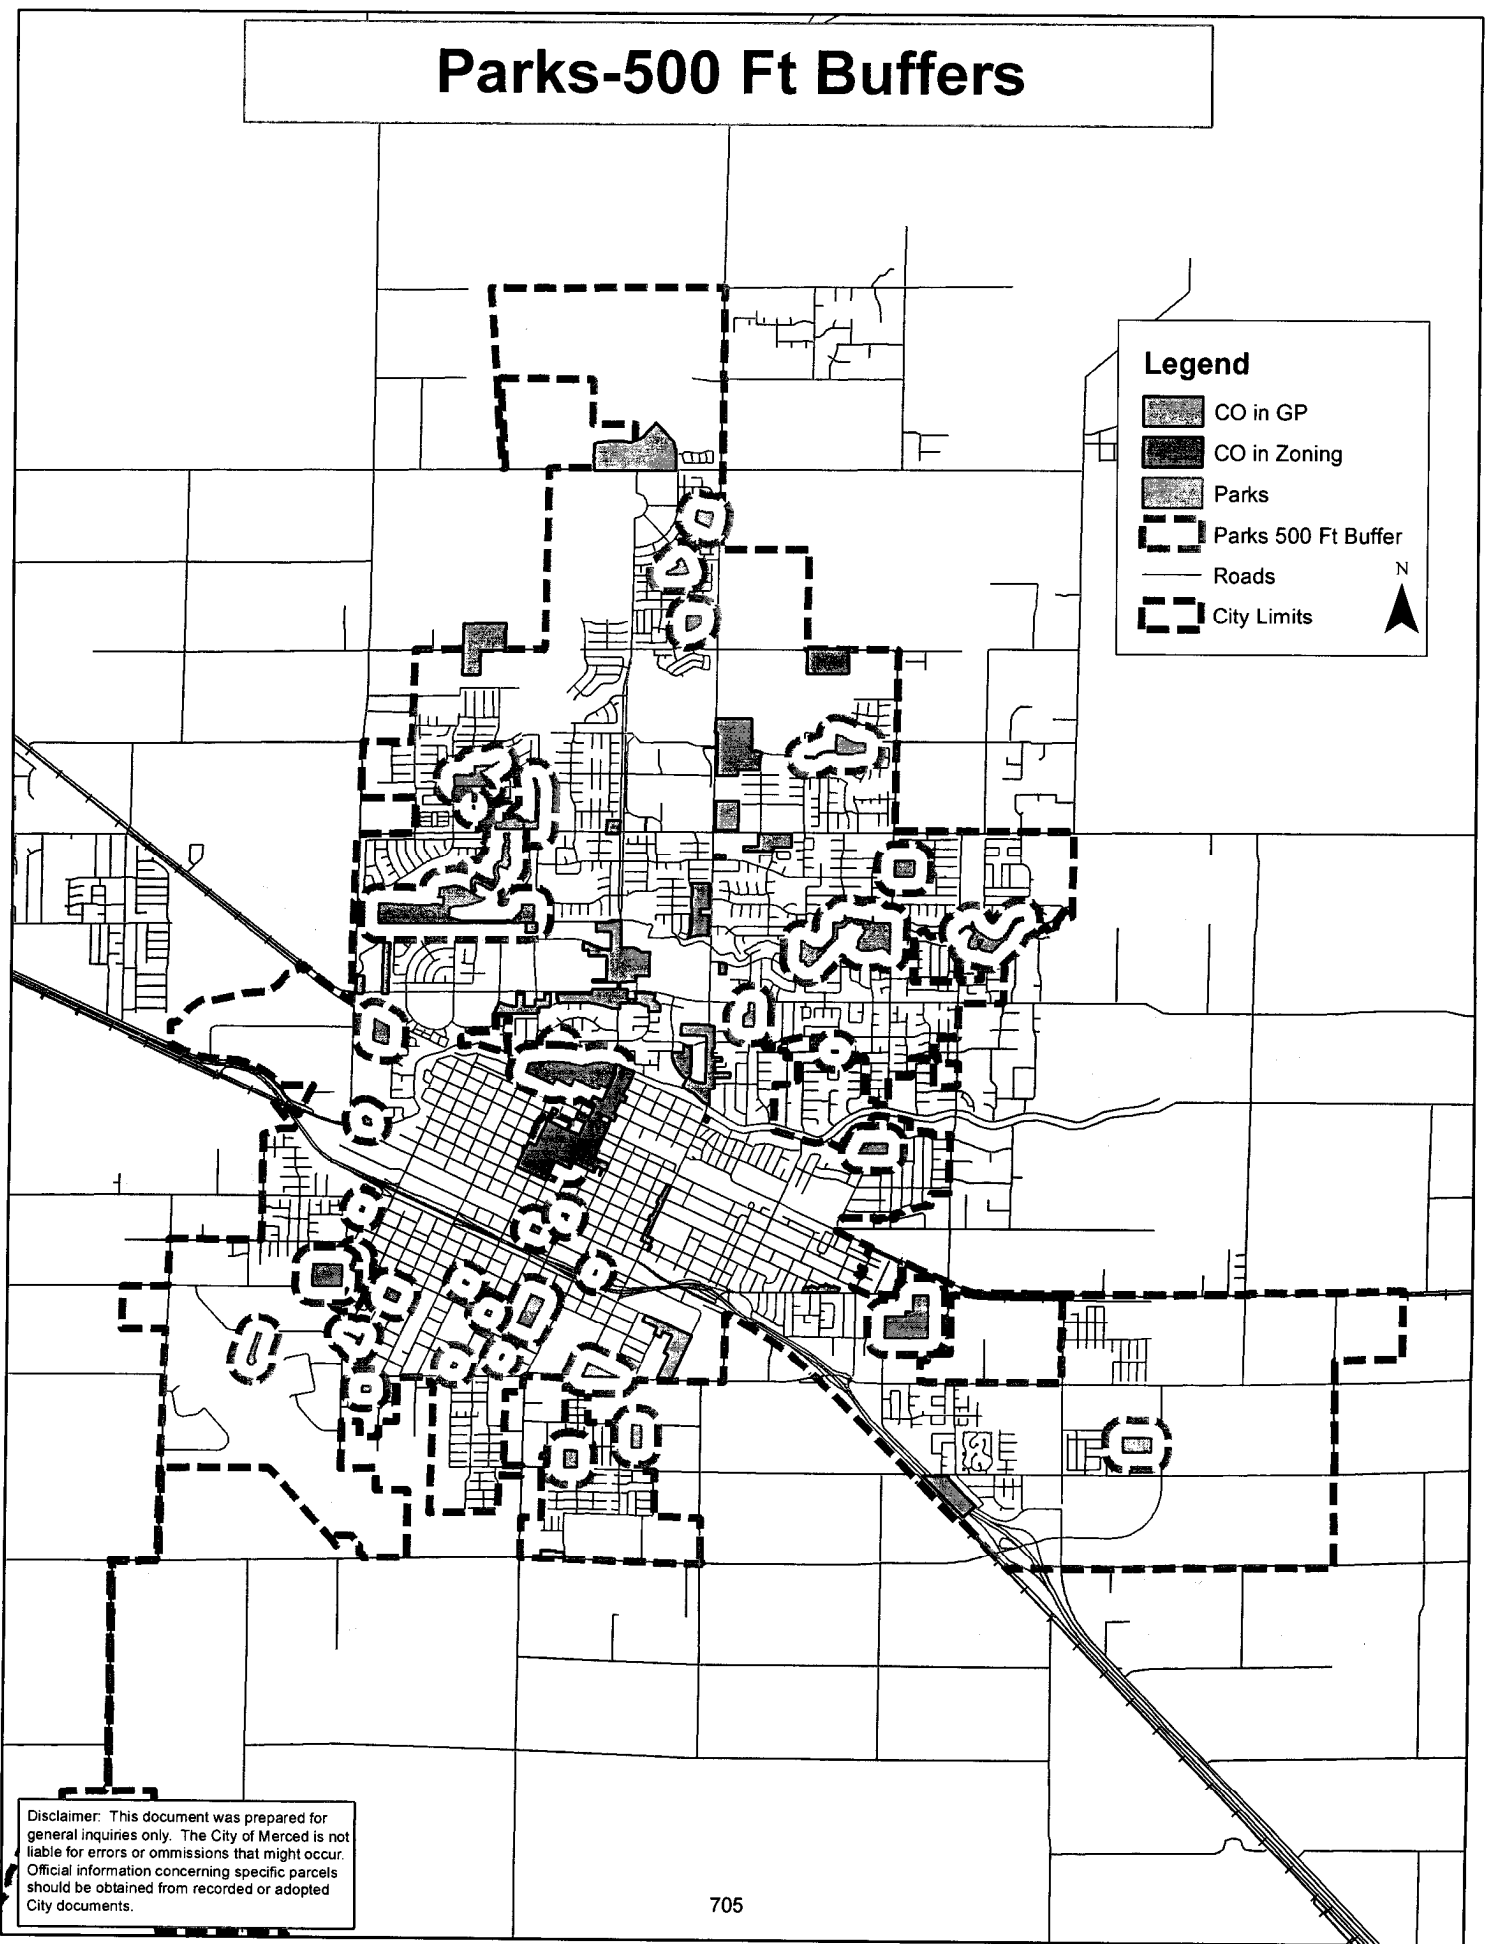 Parks-500 Ft Buffers
Legend
CO in GP
CO in Zoning
Parks
Parks 500 Ft Buffer
Roads
City Limits
N
Disclaimer: This document was prepared for
general inquiries only. The City of Merced is not
liable for errors or ommissions that might occur.
Official information concerning specific parcels
should be obtained from recorded or adopted
City documents.
705